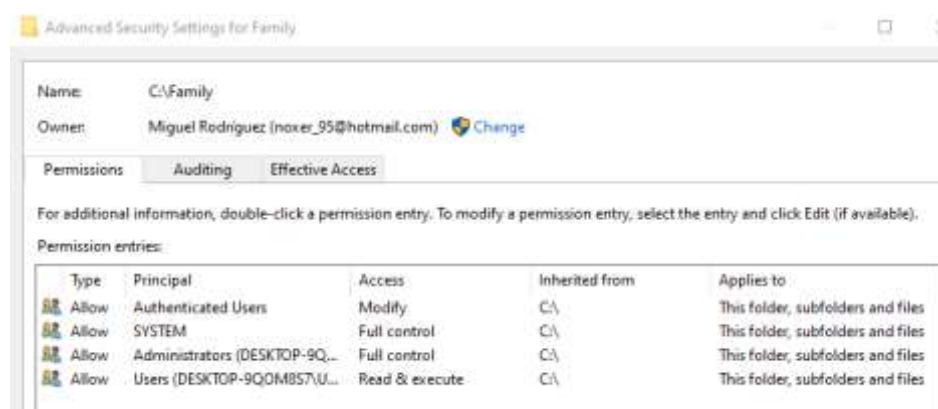 Advanced Security Settings for Family
Name: C:\Family
Owner: Miguel Rodríguez (noxer_95@hotmail.com) Change
Permissions Auditing Effective Access
For additional information, double-click a permission entry. To modify a permission entry, select the entry and click Edit (if available).
Permission entries:
Type Principal Access Inherited from Applies to
Allow Authenticated Users Modify C:\ This folder, subfolders and files
Allow SYSTEM Full control C:\ This folder, subfolders and files
Allow Administrators (DESKTOP-9Q... Full control C:\ This folder, subfolders and files
Allow Users (DESKTOP-9QOM8S7\U... Read & execute C:\ This folder, subfolders and files